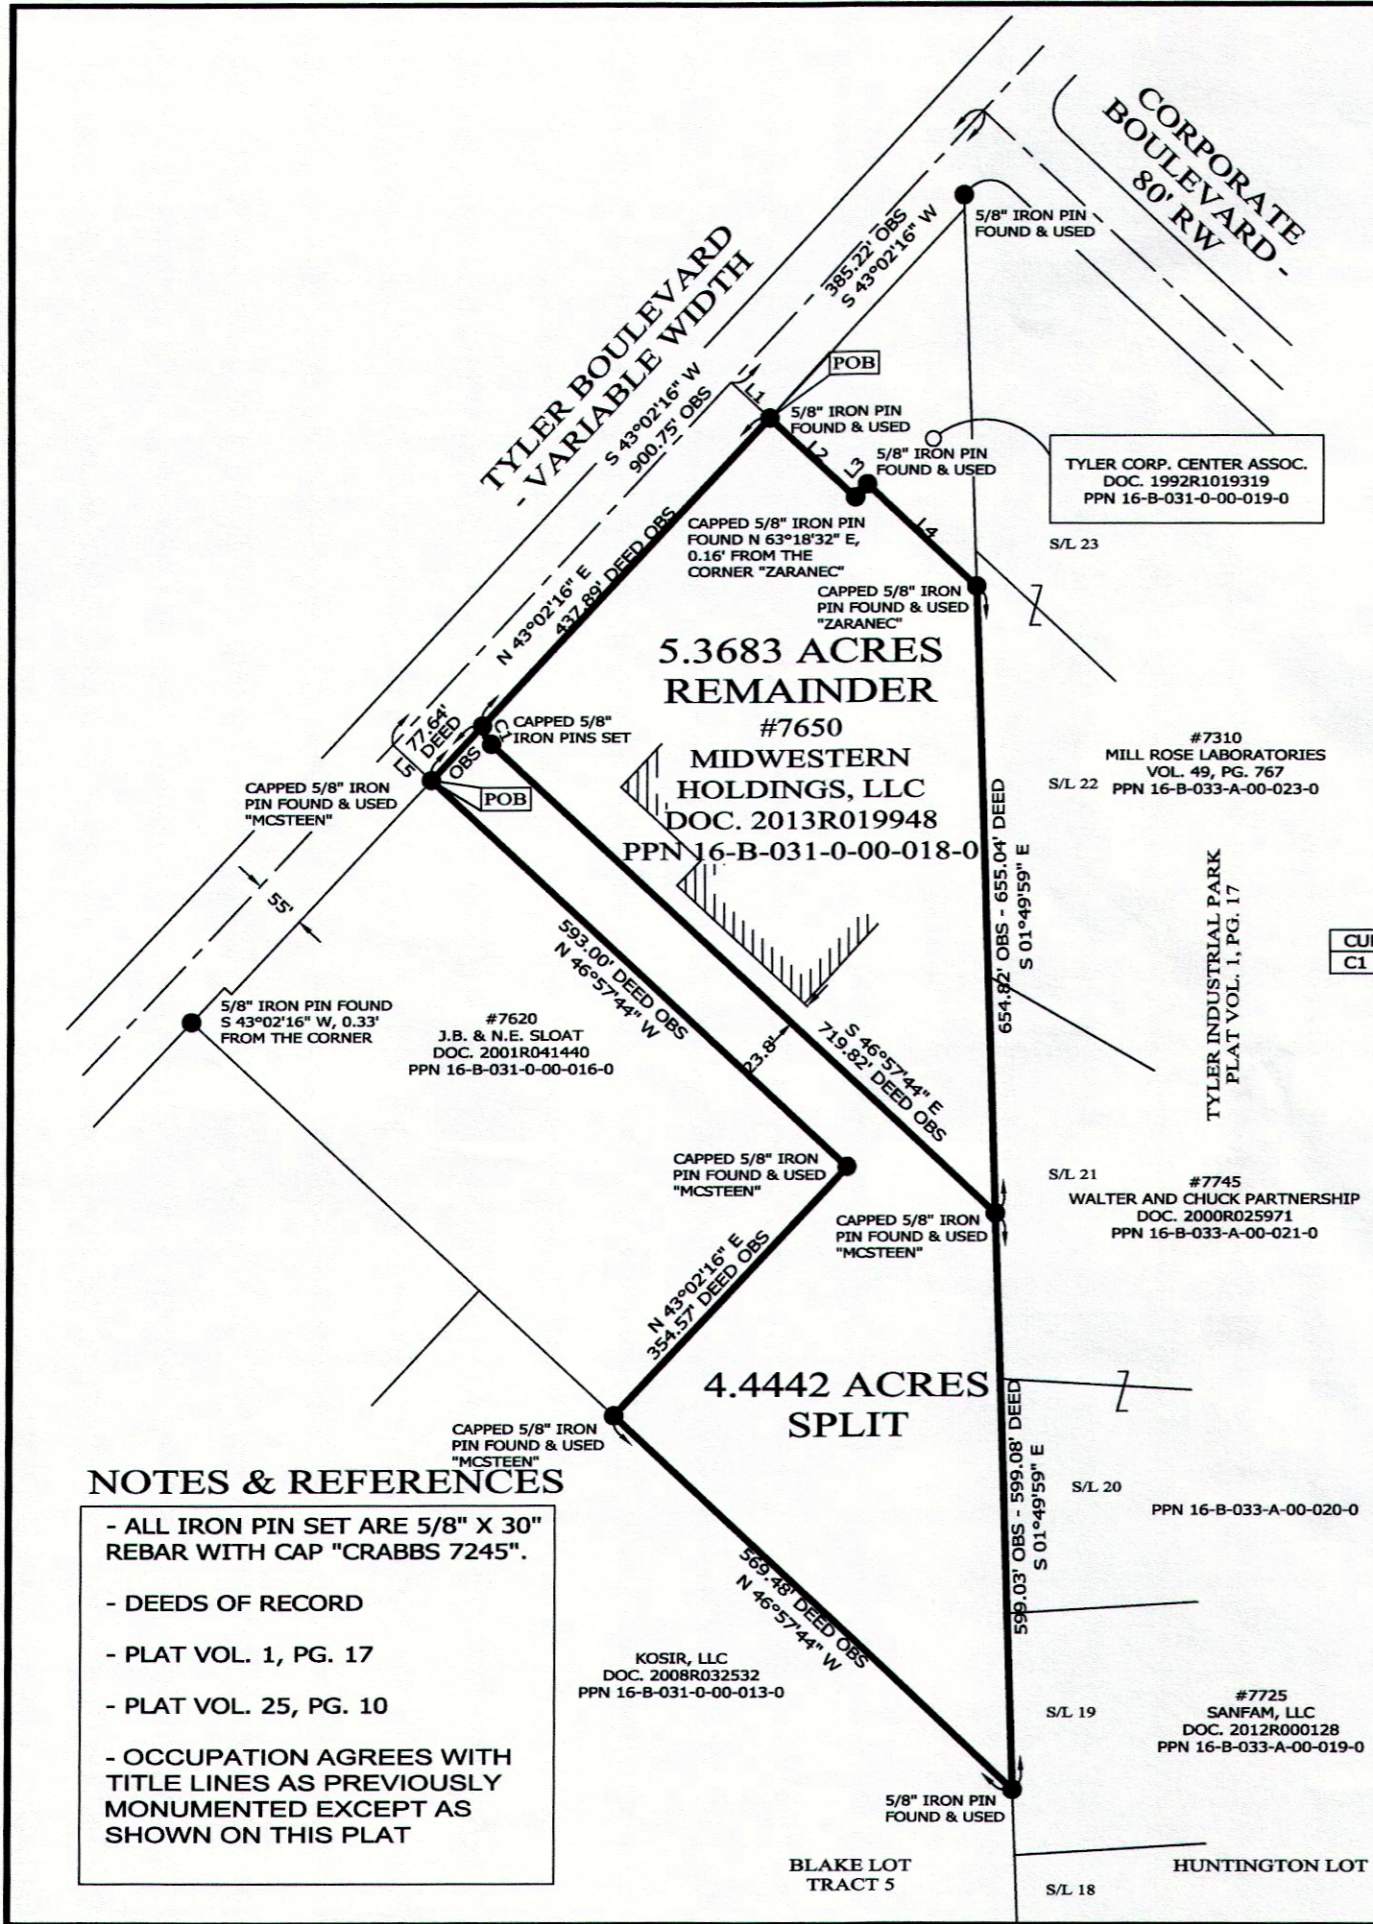 CORPORATE
BOULEVARD -
80' RW
5/8" IRON PIN
FOUND & USED
385.22' OBS
S 43°02'16" W
TYLER BOULEVARD
- VARIABLE WIDTH
S 43°02'16" W
900.75' OBS
POB
L1
5/8" IRON PIN
FOUND & USED
L2
L3
5/8" IRON PIN
FOUND & USED
TYLER CORP. CENTER ASSOC.
DOC. 1992R1019319
PPN 16-B-031-0-00-019-0
CAPPED 5/8" IRON PIN
FOUND N 63°18'32" E,
0.16' FROM THE
CORNER "ZARANEC"
L4
S/L 23
N 43°02'16" E
437.89' DEED OBS
CAPPED 5/8" IRON
PIN FOUND & USED
"ZARANEC"
5.3683 ACRES
REMAINDER
#7650
MIDWESTERN
HOLDINGS, LLC
DOC. 2013R019948
PPN 16-B-031-0-00-018-0
77.64'
DEED
OBS
L5
C1
CAPPED 5/8"
IRON PINS SET
CAPPED 5/8" IRON
PIN FOUND & USED
"MCSTEEN"
POB
#7310
MILL ROSE LABORATORIES
VOL. 49, PG. 767
PPN 16-B-033-A-00-023-0
S/L 22
654.82' OBS - 655.04' DEED
S 01°49'59" E
TYLER INDUSTRIAL PARK
PLAT VOL. 1, PG. 17
C1
55'
593.00' DEED OBS
N 46°57'44" W
5/8" IRON PIN FOUND
S 43°02'16" W, 0.33'
FROM THE CORNER
#7620
J.B. & N.E. SLOAT
DOC. 2001R041440
PPN 16-B-031-0-00-016-0
23.8'
S 46°57'44" E
719.82' DEED OBS
CAPPED 5/8" IRON
PIN FOUND & USED
"MCSTEEN"
S/L 21
#7745
WALTER AND CHUCK PARTNERSHIP
DOC. 2000R025971
PPN 16-B-033-A-00-021-0
CAPPED 5/8" IRON
PIN FOUND & USED
"MCSTEEN"
N 43°02'16" E
354.57' DEED OBS
4.4442 ACRES
SPLIT
599.03' OBS - 599.08' DEED
S 01°49'59" E
CAPPED 5/8" IRON
PIN FOUND & USED
"MCSTEEN"
S/L 20
PPN 16-B-033-A-00-020-0
NOTES & REFERENCES
- ALL IRON PIN SET ARE 5/8" X 30"
REBAR WITH CAP "CRABBS 7245".
- DEEDS OF RECORD
- PLAT VOL. 1, PG. 17
- PLAT VOL. 25, PG. 10
- OCCUPATION AGREES WITH
TITLE LINES AS PREVIOUSLY
MONUMENTED EXCEPT AS
SHOWN ON THIS PLAT
569.48' DEED OBS
N 46°57'44" W
KOSIR, LLC
DOC. 2008R032532
PPN 16-B-031-0-00-013-0
S/L 19
#7725
SANFAM, LLC
DOC. 2012R000128
PPN 16-B-033-A-00-019-0
5/8" IRON PIN
FOUND & USED
BLAKE LOT
TRACT 5
HUNTINGTON LOT
S/L 18